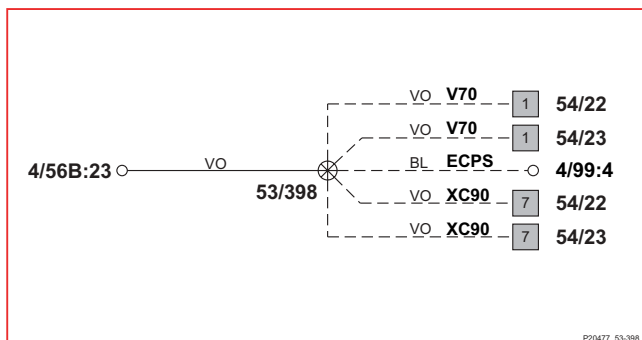 VO V70 1 54/22
VO V70 1 54/23
4/56B:23 VO BL ECPS 4/99:4
53/398
VO XC90 7 54/22
VO XC90 7 54/23
P20477_53-398